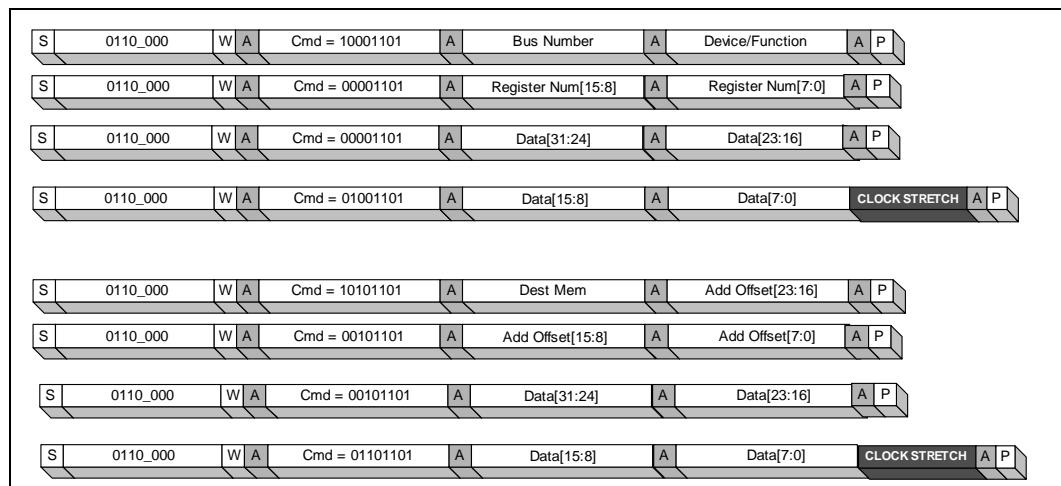 S 0110_000 W A Cmd = 10001101 A Bus Number A Device/Function A P
S 0110_000 W A Cmd = 00001101 A Register Num[15:8] A Register Num[7:0] A P
S 0110_000 W A Cmd = 00001101 A Data[31:24] A Data[23:16] A P
S 0110_000 W A Cmd = 01001101 A Data[15:8] A Data[7:0] CLOCK STRETCH A P
S 0110_000 W A Cmd = 10101101 A Dest Mem A Add Offset[23:16] A P
S 0110_000 W A Cmd = 00101101 A Add Offset[15:8] A Add Offset[7:0] A P
S 0110_000 W A Cmd = 00101101 A Data[31:24] A Data[23:16] A P
S 0110_000 W A Cmd = 01101101 A Data[15:8] A Data[7:0] CLOCK STRETCH A P